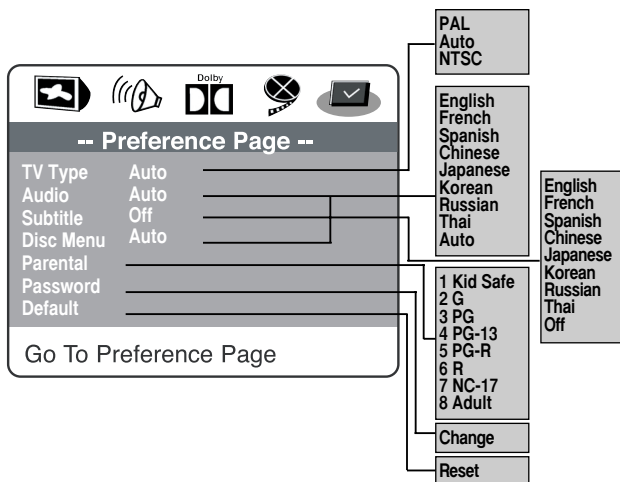 Dolby
-- Preference Page --
TV Type Auto
Audio Auto
Subtitle Off
Disc Menu Auto
Parental
Password
Default
Go To Preference Page
PAL
Auto
NTSC
English
French
Spanish
Chinese
Japanese
Korean
Russian
Thai
Auto
English
French
Spanish
Chinese
Japanese
Korean
Russian
Thai
Off
1 Kid Safe
2 G
3 PG
4 PG-13
5 PG-R
6 R
7 NC-17
8 Adult
Change
Reset